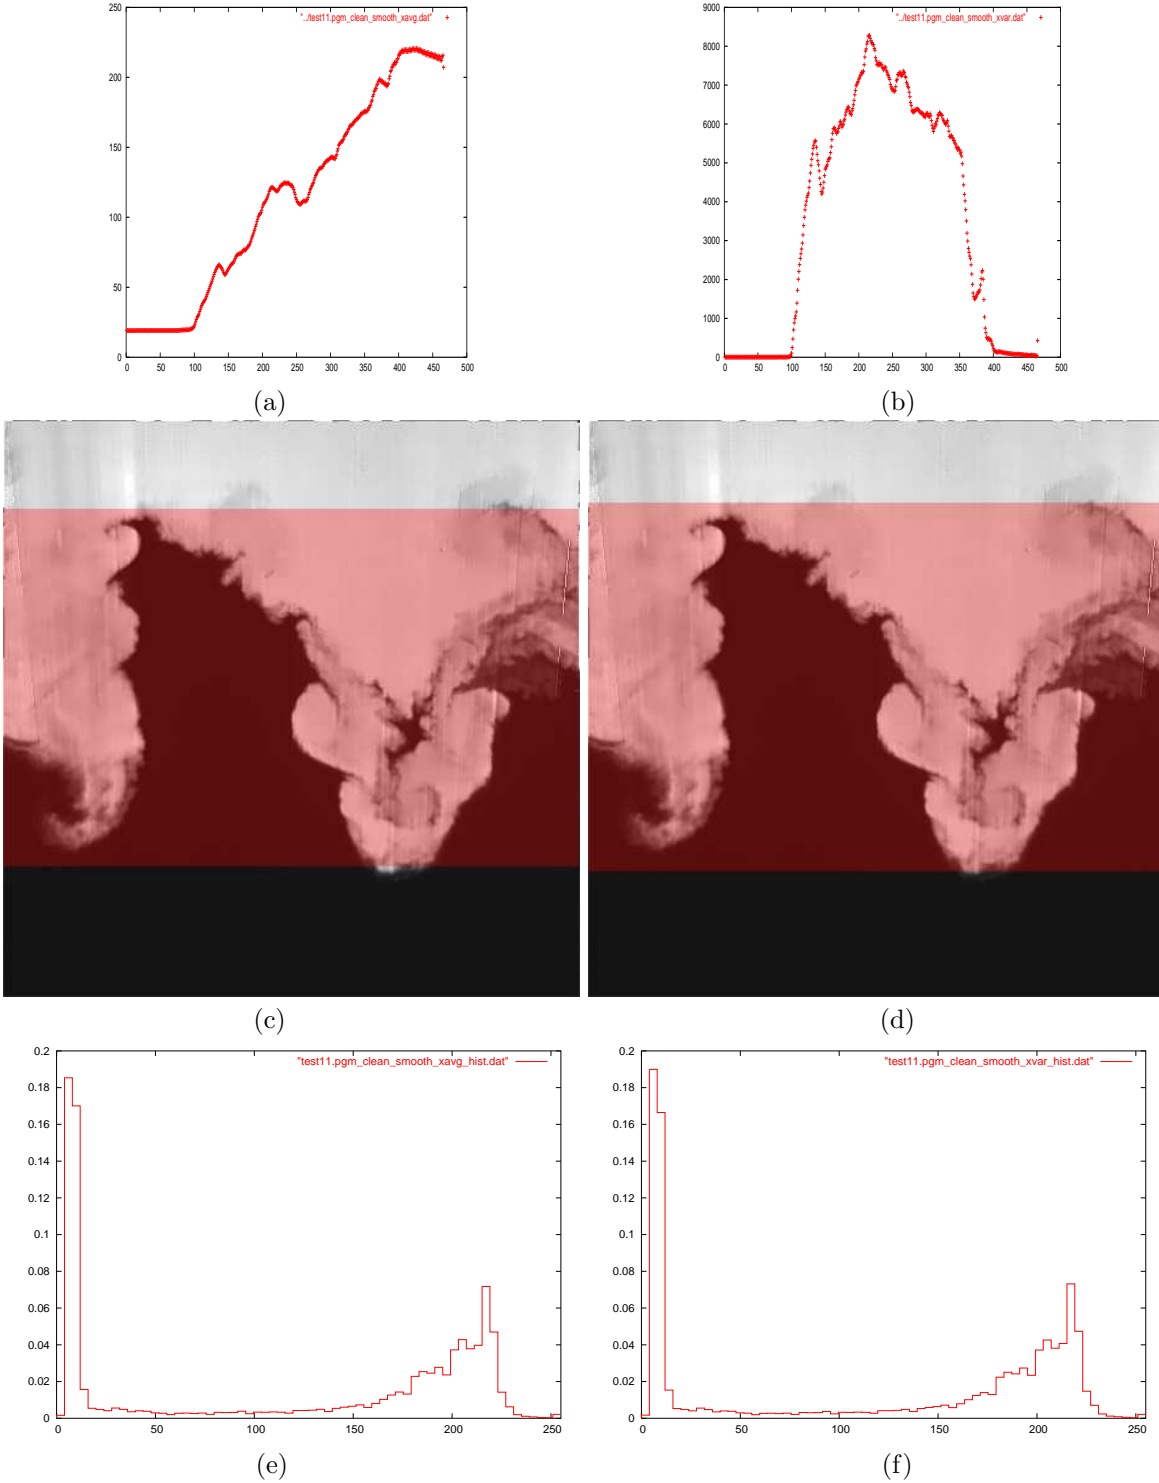 "../test11.pgm_clean_smooth_xavg.dat"
250
200
150
100
50
0
0 50 100 150 200 250 300 350 400 450 500
(a)
"../test11.pgm_clean_smooth_xvar.dat"
9000
8000
7000
6000
5000
4000
3000
2000
1000
0
0 50 100 150 200 250 300 350 400 450 500
(b)
(c)
(d)
"test11.pgm_clean_smooth_xavg_hist.dat"
0.2
0.18
0.16
0.14
0.12
0.1
0.08
0.06
0.04
0.02
0
0 50 100 150 200 250
(e)
"test11.pgm_clean_smooth_xvar_hist.dat"
0.2
0.18
0.16
0.14
0.12
0.1
0.08
0.06
0.04
0.02
0
0 50 100 150 200 250
(f)